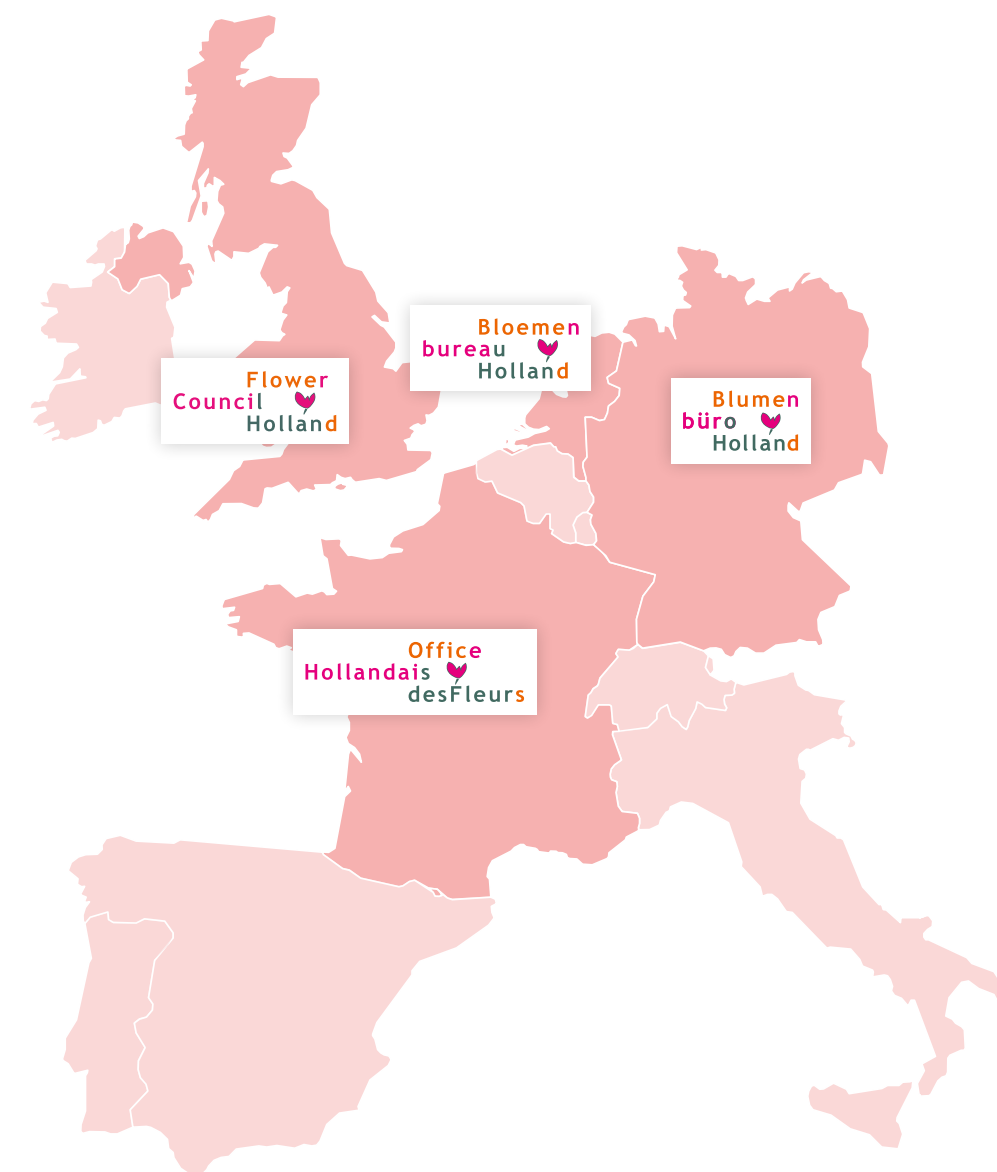 Bloemen
bureau
Holland
Flower
Council
Holland
Blumen
büro
Holland
Office
Hollandais
desFleurs